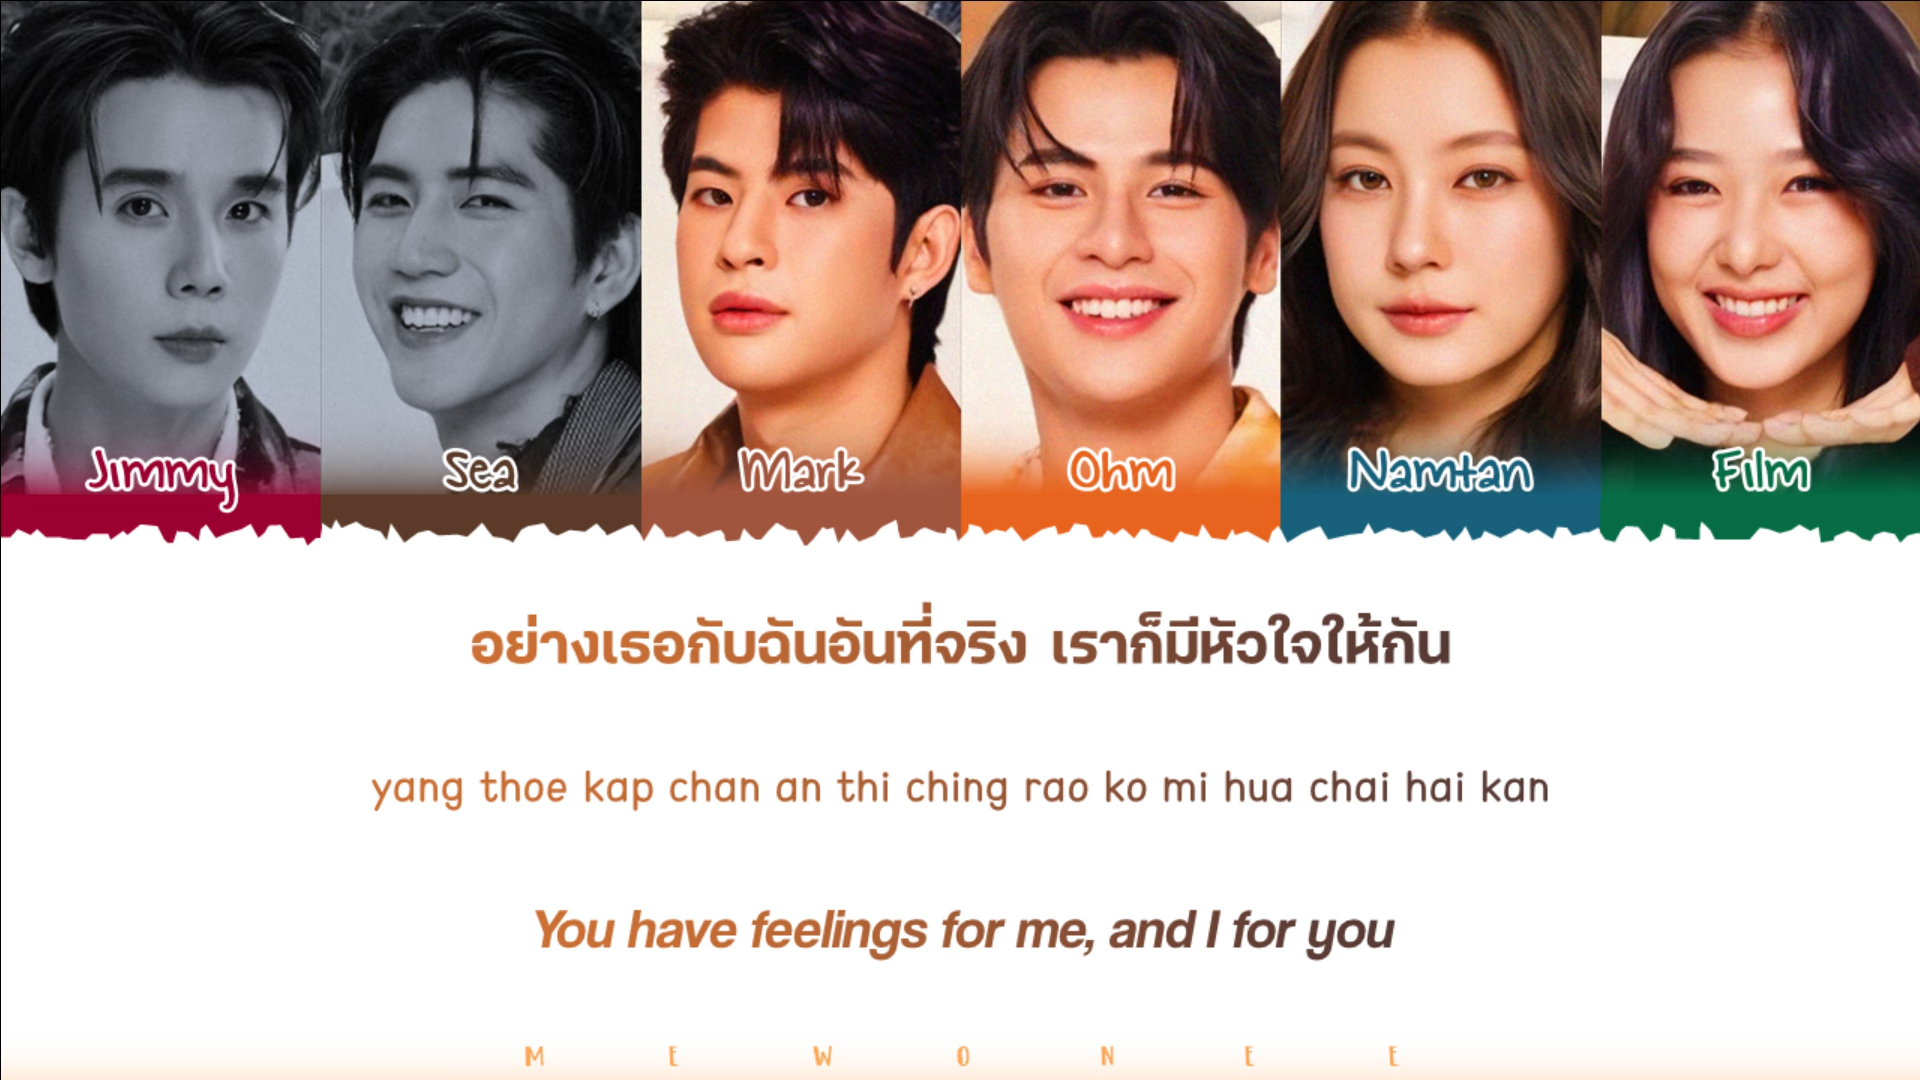 Jimmy Sea Mark Ohm Namtan Film
อย่างเธอกับฉันอันที่จริง เราก็มีหัวใจให้กัน
yang thoe kap chan an thi ching rao ko mi hua chai hai kan
You have feelings for me, and I for you
M E W O N E E